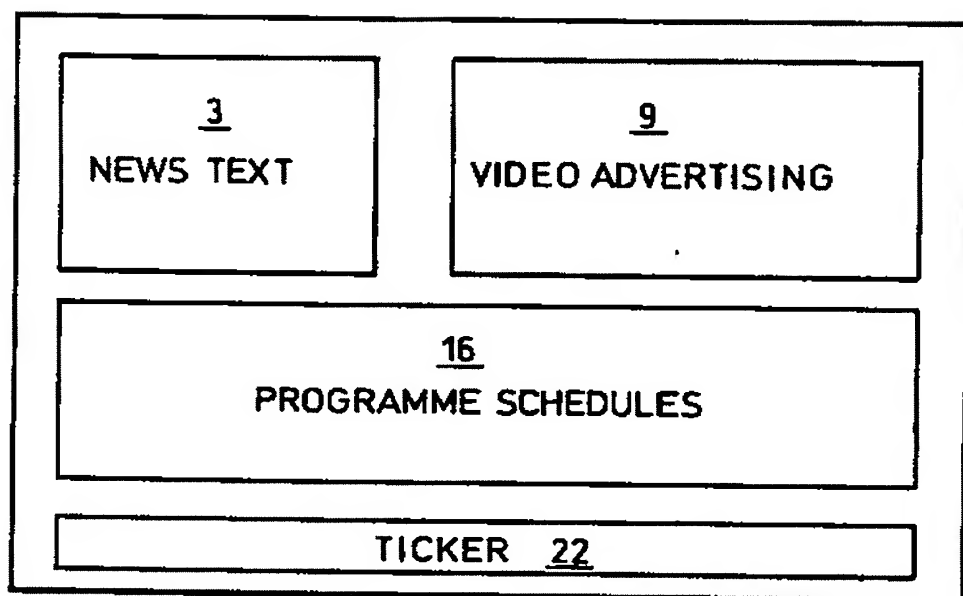 3
NEWS TEXT
9
VIDEO ADVERTISING
16
PROGRAMME SCHEDULES
TICKER 22